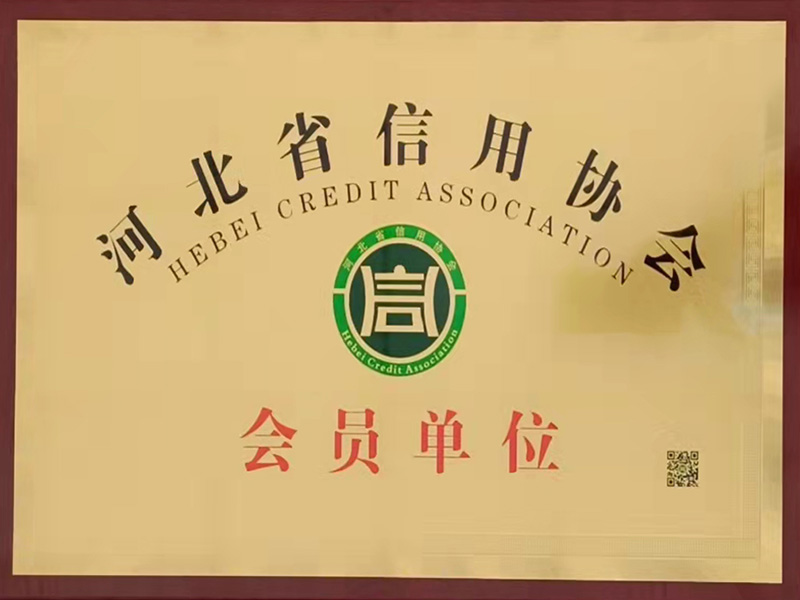 河北省信用协会
HEBEI CREDIT ASSOCIATION
河北省信用协会
信
Hebei Credit Association
会员单位